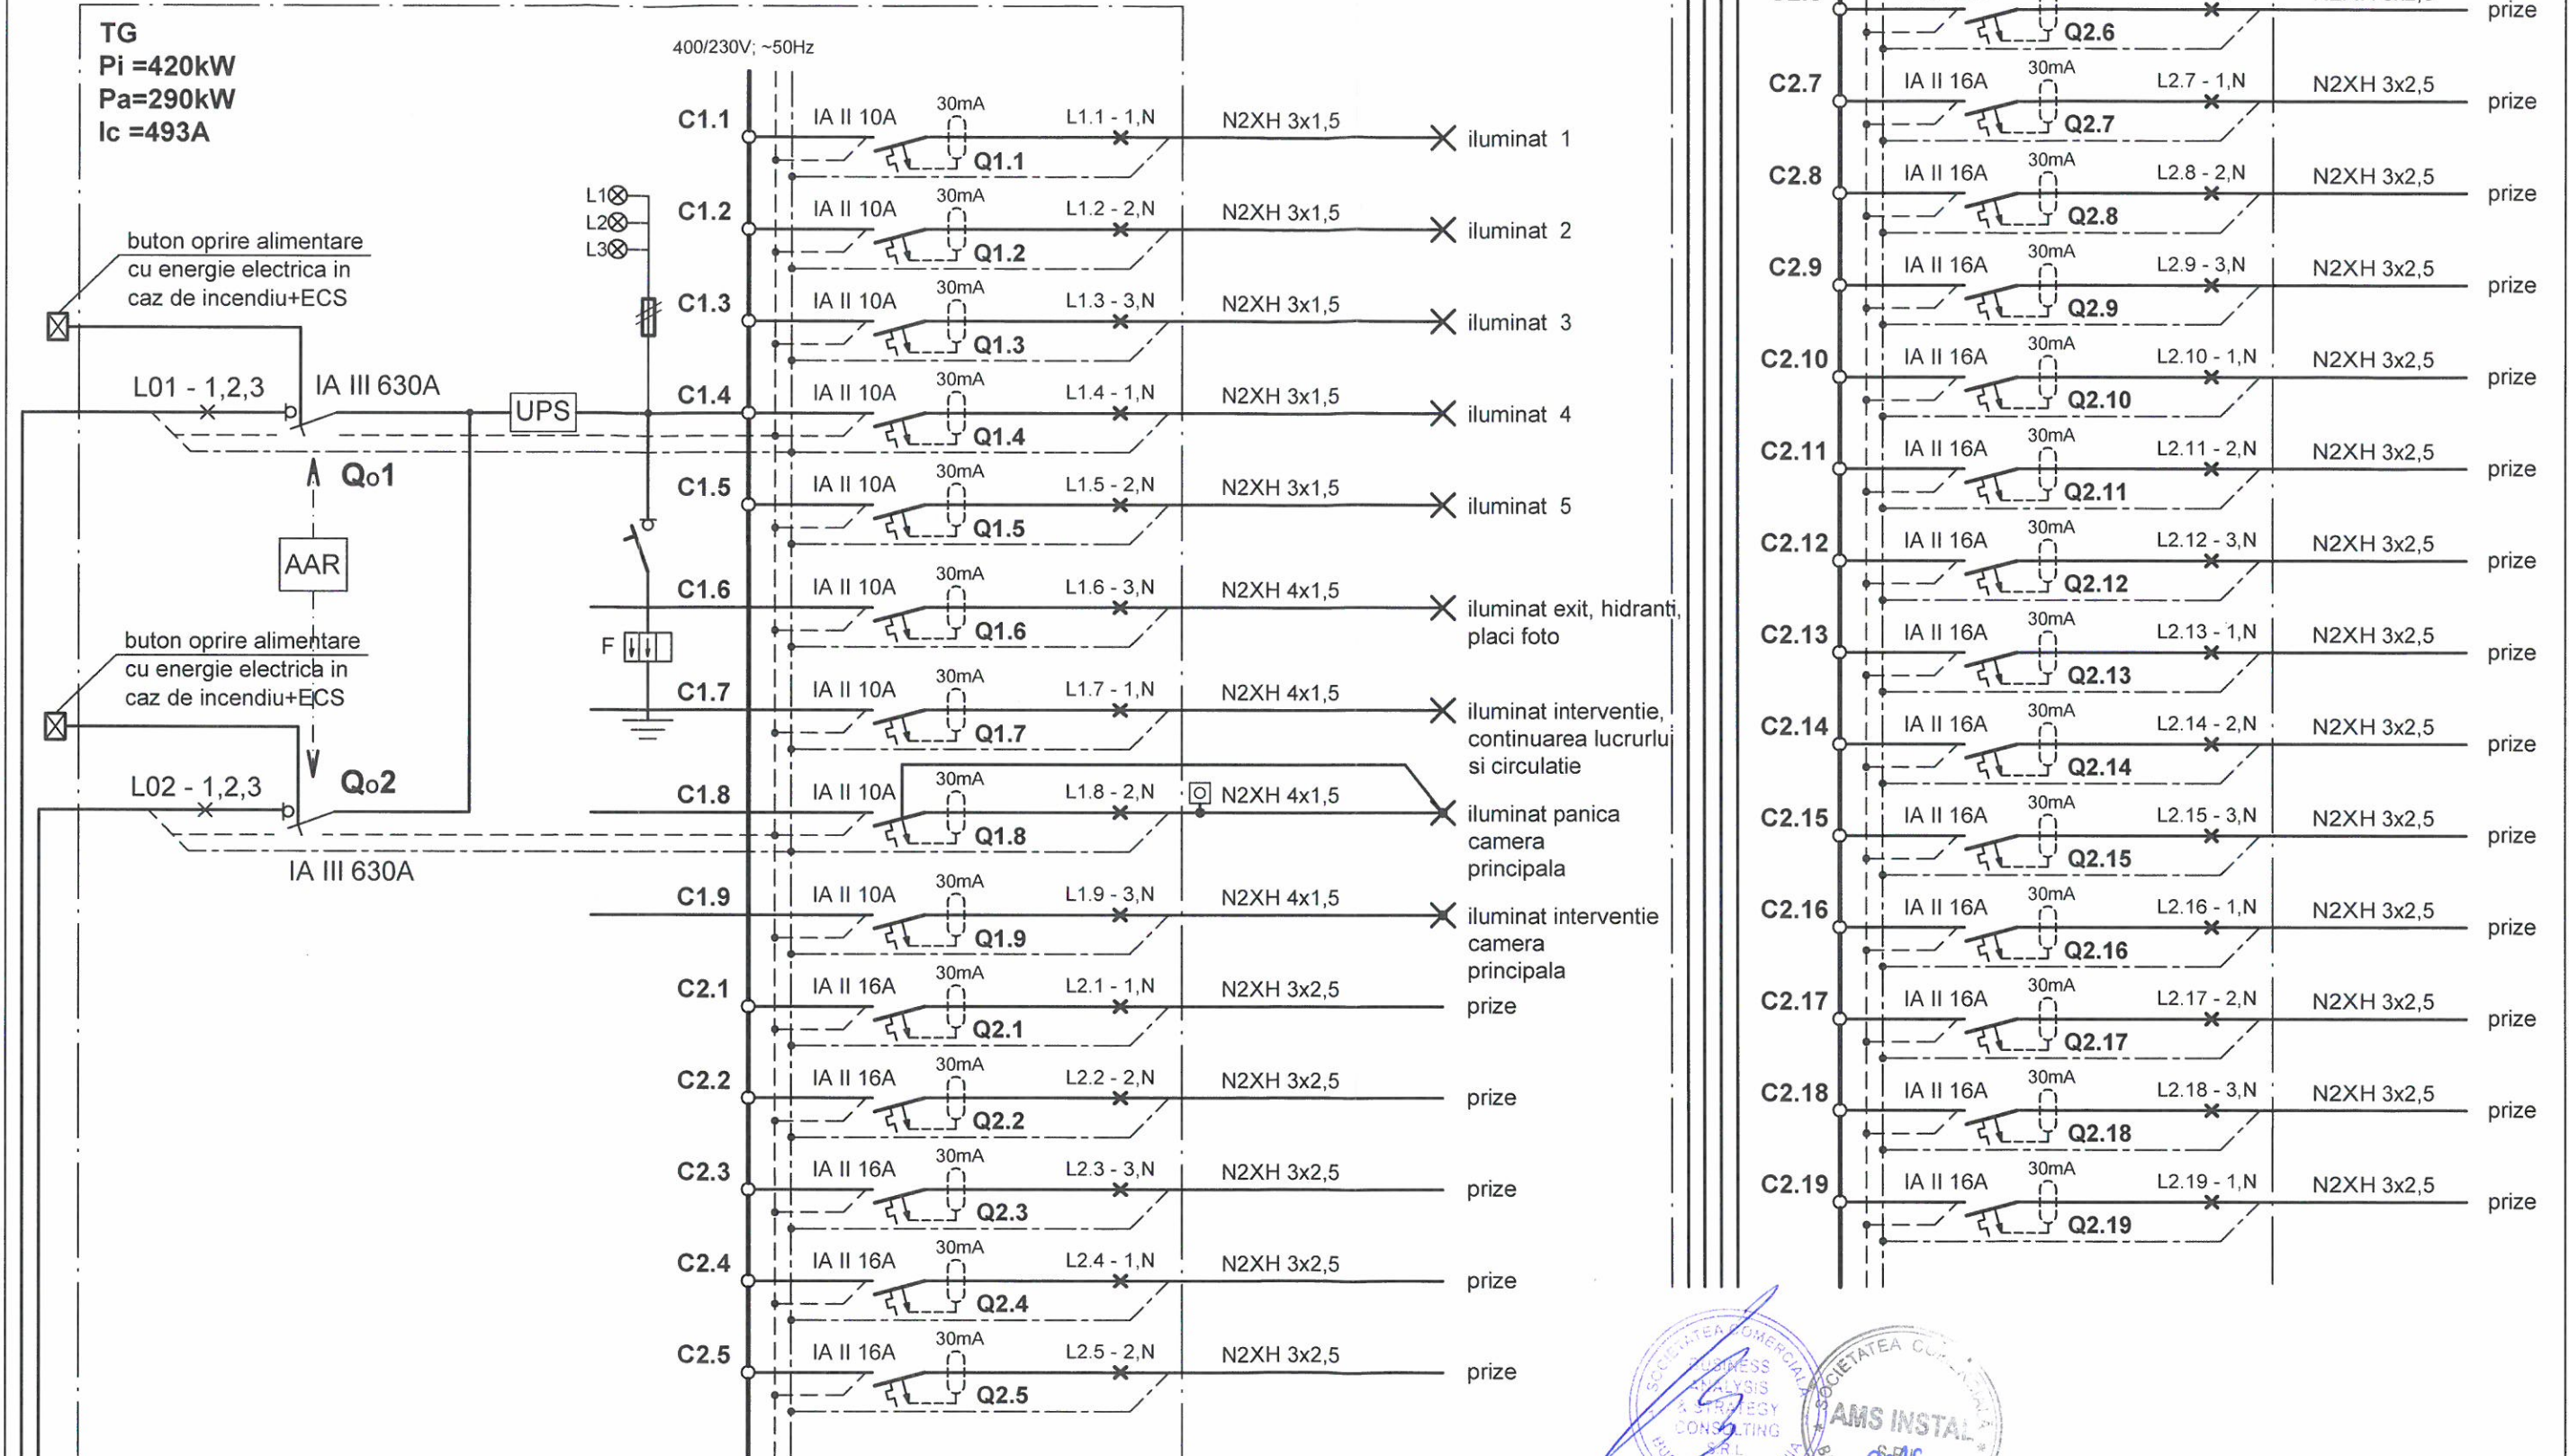 TG
Pi =420kW
Pa=290kW
Ic =493A
400/230V; ~50Hz
buton oprire alimentare
cu energie electrica in
caz de incendiu+ECS
L01 - 1,2,3
IA III 630A
Qo1
AAR
buton oprire alimentare
cu energie electrica in
caz de incendiu+ECS
L02 - 1,2,3
Qo2
IA III 630A
UPS
L1
L2
L3
F
C1.1 IA II 10A 30mA Q1.1 L1.1 - 1,N N2XH 3x1,5 iluminat 1
C1.2 IA II 10A 30mA Q1.2 L1.2 - 2,N N2XH 3x1,5 iluminat 2
C1.3 IA II 10A 30mA Q1.3 L1.3 - 3,N N2XH 3x1,5 iluminat 3
C1.4 IA II 10A 30mA Q1.4 L1.4 - 1,N N2XH 3x1,5 iluminat 4
C1.5 IA II 10A 30mA Q1.5 L1.5 - 2,N N2XH 3x1,5 iluminat 5
C1.6 IA II 10A 30mA Q1.6 L1.6 - 3,N N2XH 4x1,5 iluminat exit, hidranti,
placi foto
C1.7 IA II 10A 30mA Q1.7 L1.7 - 1,N N2XH 4x1,5 iluminat interventie,
continuarea lucrurlui
si circulatie
C1.8 IA II 10A 30mA Q1.8 L1.8 - 2,N N2XH 4x1,5 iluminat panica
camera
principala
C1.9 IA II 10A 30mA Q1.9 L1.9 - 3,N N2XH 4x1,5 iluminat interventie
camera
principala
C2.1 IA II 16A 30mA Q2.1 L2.1 - 1,N N2XH 3x2,5 prize
C2.2 IA II 16A 30mA Q2.2 L2.2 - 2,N N2XH 3x2,5 prize
C2.3 IA II 16A 30mA Q2.3 L2.3 - 3,N N2XH 3x2,5 prize
C2.4 IA II 16A 30mA Q2.4 L2.4 - 1,N N2XH 3x2,5 prize
C2.5 IA II 16A 30mA Q2.5 L2.5 - 2,N N2XH 3x2,5 prize
Q2.6 prize
C2.7 IA II 16A 30mA Q2.7 L2.7 - 1,N N2XH 3x2,5 prize
C2.8 IA II 16A 30mA Q2.8 L2.8 - 2,N N2XH 3x2,5 prize
C2.9 IA II 16A 30mA Q2.9 L2.9 - 3,N N2XH 3x2,5 prize
C2.10 IA II 16A 30mA Q2.10 L2.10 - 1,N N2XH 3x2,5 prize
C2.11 IA II 16A 30mA Q2.11 L2.11 - 2,N N2XH 3x2,5 prize
C2.12 IA II 16A 30mA Q2.12 L2.12 - 3,N N2XH 3x2,5 prize
C2.13 IA II 16A 30mA Q2.13 L2.13 - 1,N N2XH 3x2,5 prize
C2.14 IA II 16A 30mA Q2.14 L2.14 - 2,N N2XH 3x2,5 prize
C2.15 IA II 16A 30mA Q2.15 L2.15 - 3,N N2XH 3x2,5 prize
C2.16 IA II 16A 30mA Q2.16 L2.16 - 1,N N2XH 3x2,5 prize
C2.17 IA II 16A 30mA Q2.17 L2.17 - 2,N N2XH 3x2,5 prize
C2.18 IA II 16A 30mA Q2.18 L2.18 - 3,N N2XH 3x2,5 prize
C2.19 IA II 16A 30mA Q2.19 L2.19 - 1,N N2XH 3x2,5 prize
SOCIETATEA COMERCIALA
BUSINESS
ANALYSIS
& STRATEGY
CONSULTING
S.R.L.
SOCIETATEA
AMS INSTAL